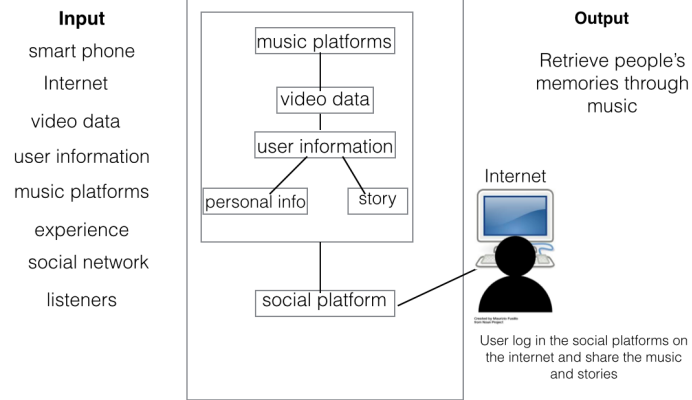 Input
smart phone
Internet
video data
user information
music platforms
experience
social network
listeners
music platforms
video data
user information
personal info
story
social platform
Output
Retrieve people's
memories through
music
Internet
User log in the social platforms on
the internet and share the music
and stories